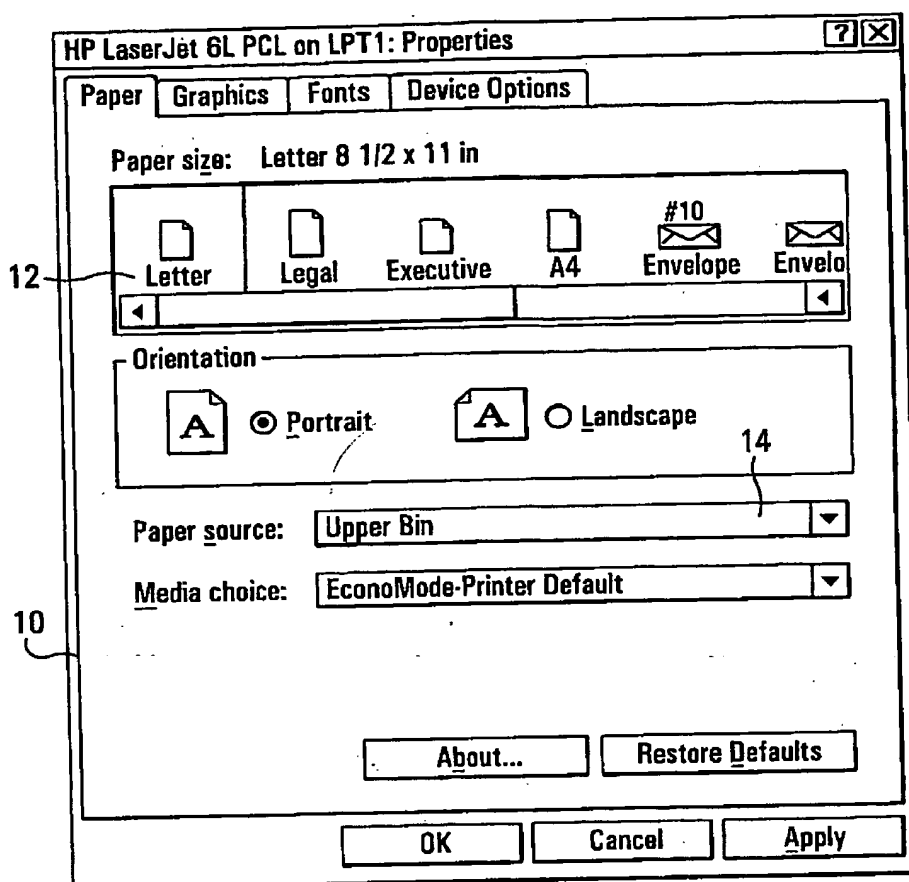 HP LaserJet 6L PCL on LPT1: Properties
Paper Graphics Fonts Device Options
Paper size: Letter 8 1/2 x 11 in
#10
Letter Legal Executive A4 Envelope Envelo
12
Orientation
A Portrait A Landscape
14
Paper source: Upper Bin
Media choice: EconoMode-Printer Default
10
About... Restore Defaults
OK Cancel Apply